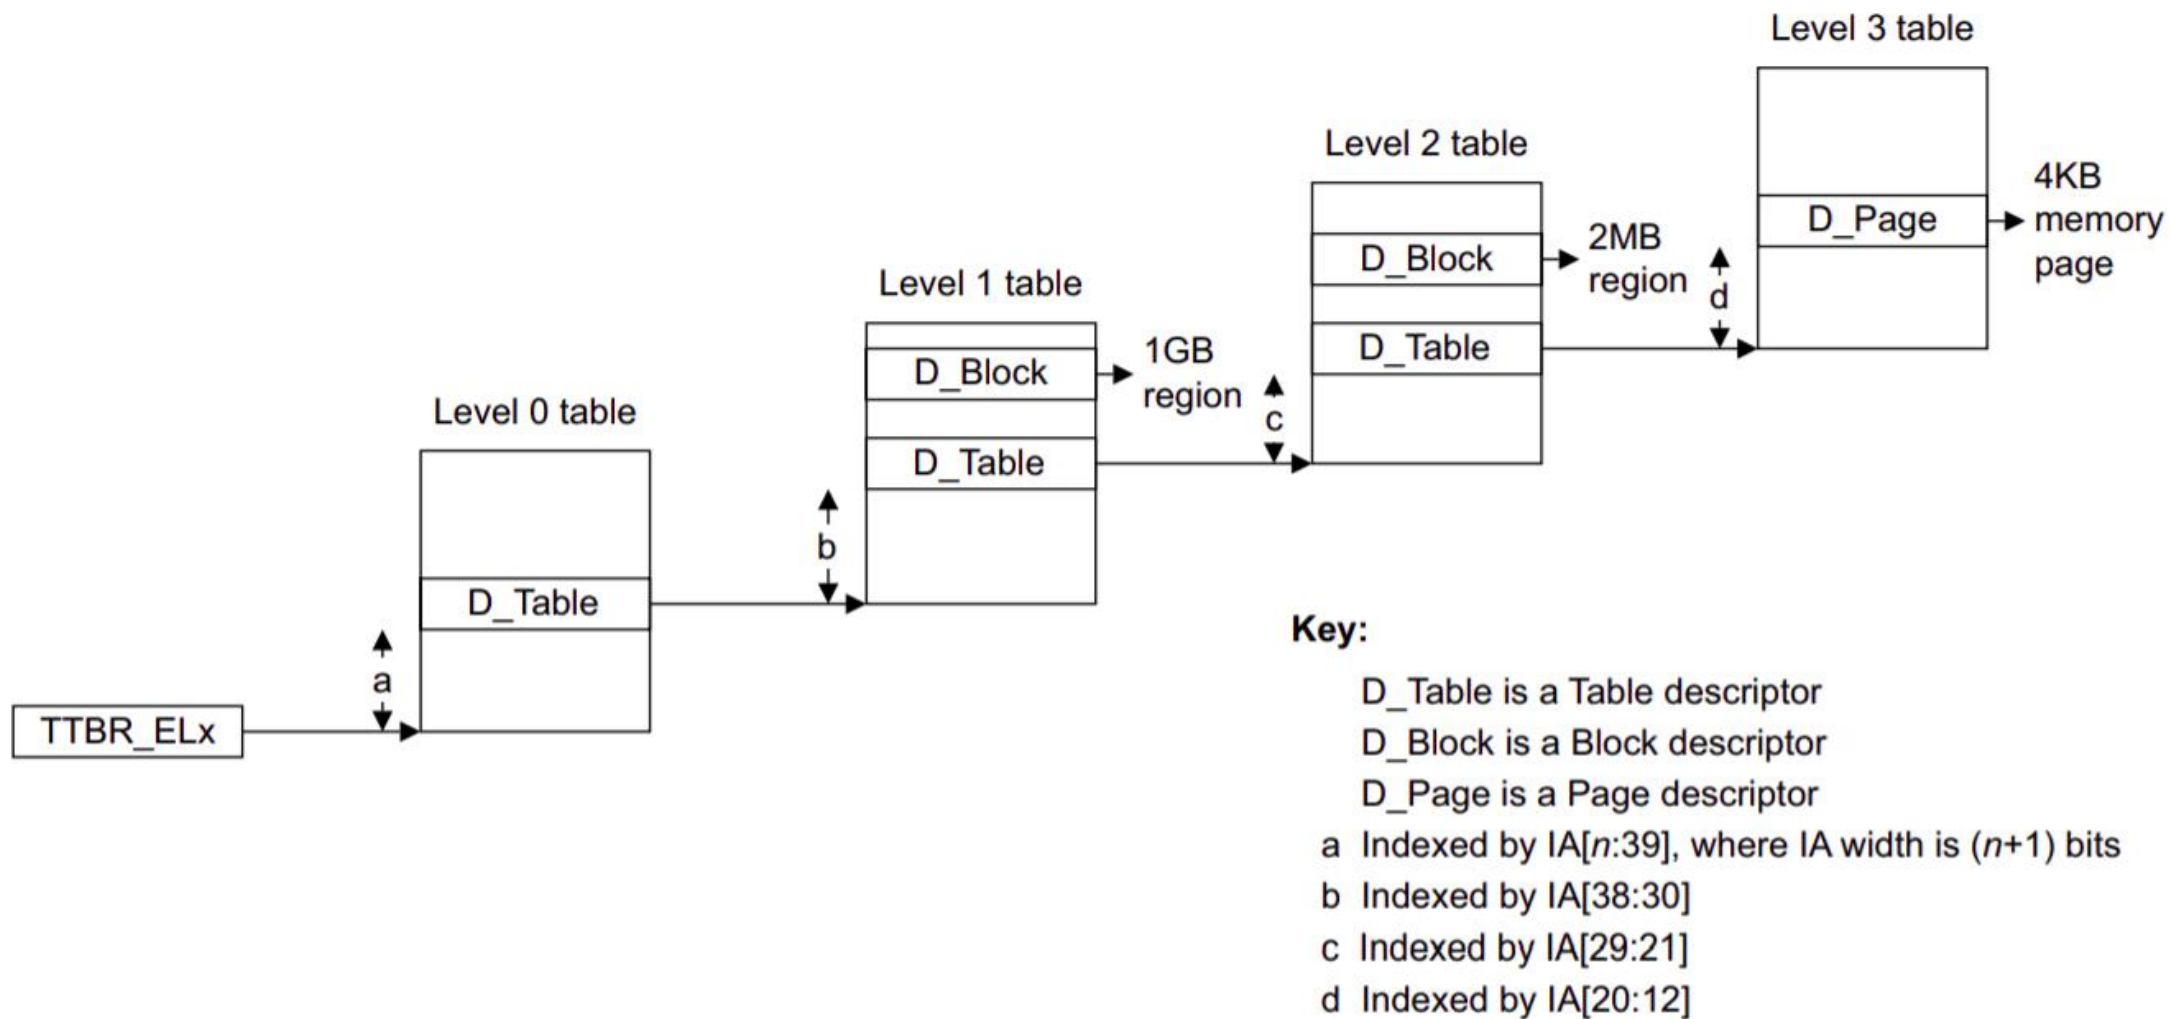 Level 3 table
4KB
memory
page
D_Page
Level 2 table
D_Block
2MB
region
d
D_Table
Level 1 table
D_Block
1GB
region
c
D_Table
Level 0 table
b
D_Table
a
TTBR_ELx
Key:
D_Table is a Table descriptor
D_Block is a Block descriptor
D_Page is a Page descriptor
a Indexed by IA[n:39], where IA width is (n+1) bits
b Indexed by IA[38:30]
c Indexed by IA[29:21]
d Indexed by IA[20:12]